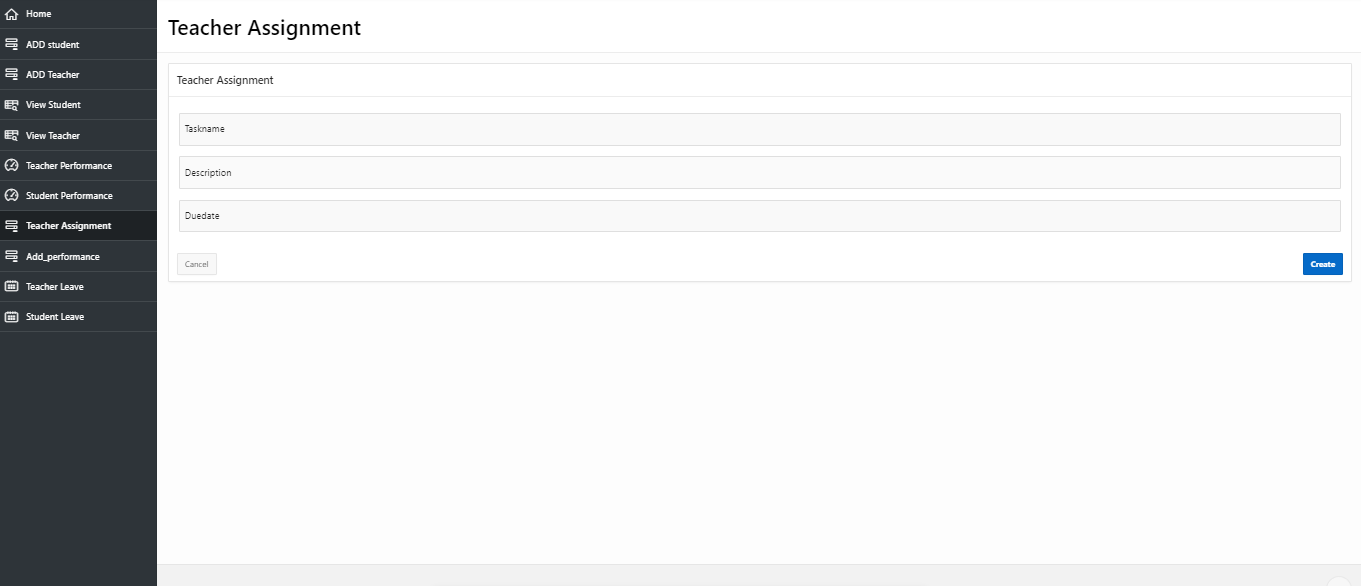 Home
ADD student
ADD Teacher
View Student
View Teacher
Teacher Performance
Student Performance
Teacher Assignment
Add_performance
Teacher Leave
Student Leave
Teacher Assignment
Teacher Assignment
Taskname
Description
Duedate
Cancel
Create